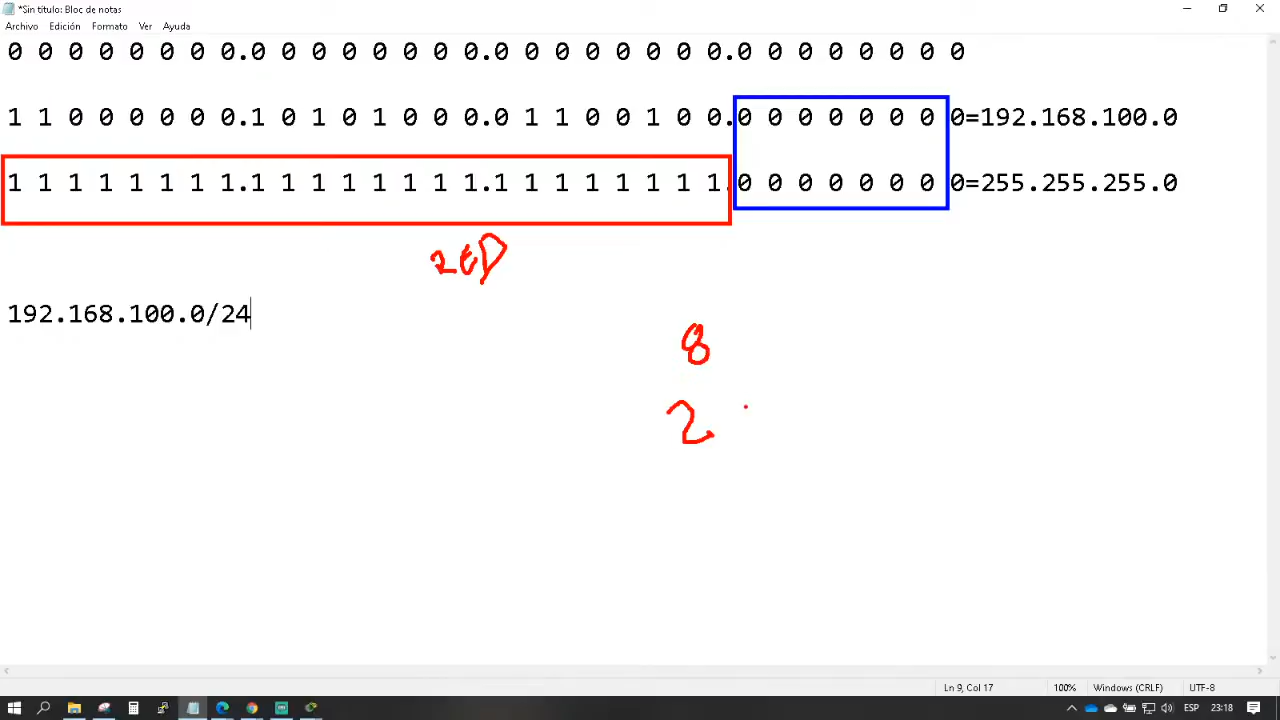 *Sin título: Bloc de notas
Archivo Edición Formato Ver Ayuda
0 0 0 0 0 0 0 0.0 0 0 0 0 0 0 0.0 0 0 0 0 0 0 0.0 0 0 0 0 0 0 0
1 1 0 0 0 0 0 0.1 0 1 0 1 0 0 0.0 1 1 0 0 1 0 0.0 0 0 0 0 0 0 0=192.168.100.0
1 1 1 1 1 1 1 1.1 1 1 1 1 1 1 1.1 1 1 1 1 1 1 1.0 0 0 0 0 0 0 0=255.255.255.0
RED
192.168.100.0/24
8
2
Ln 9, Col 17 100% Windows (CRLF) UTF-8
ESP 23:18